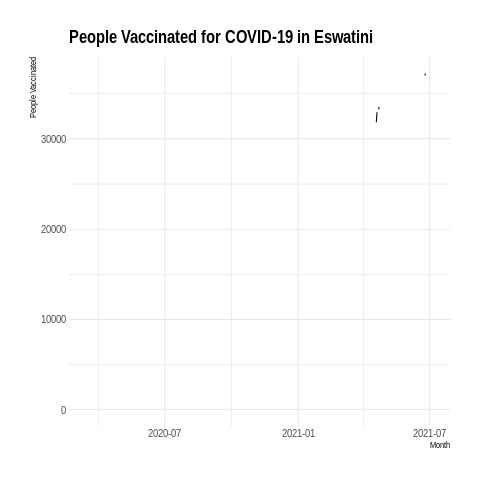 People Vaccinated for COVID-19 in Eswatini
People Vaccinated
30000
20000
10000
0
2020-07
2021-01
2021-07
Month